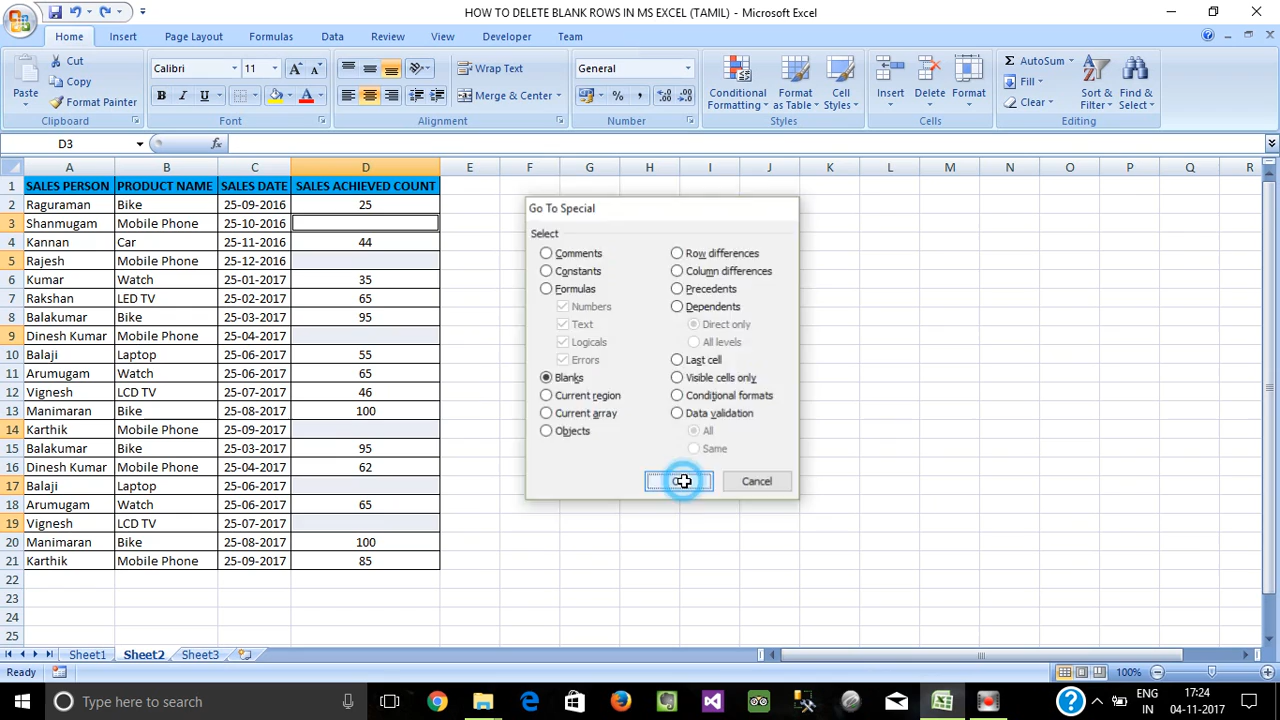 HOW TO DELETE BLANK ROWS IN MS EXCEL (TAMIL) - Microsoft Excel
Home Insert Page Layout Formulas Data Review View Developer Team
Paste Cut Copy Format Painter Clipboard
Calibri 11 A A B I U A Font
Wrap Text Merge & Center Alignment
General % , .0 .00 .00 .0 Number
Conditional Formatting Format as Table Cell Styles Styles
Insert Delete Format Cells
Σ AutoSum Fill Clear Sort & Filter Find & Select Editing
D3 fx
A B C D E F G H I J K L M N O P Q R
1 SALES PERSON PRODUCT NAME SALES DATE SALES ACHIEVED COUNT
2 Raguraman Bike 25-09-2016 25
3 Shanmugam Mobile Phone 25-10-2016
4 Kannan Car 25-11-2016 44
5 Rajesh Mobile Phone 25-12-2016
6 Kumar Watch 25-01-2017 35
7 Rakshan LED TV 25-02-2017 65
8 Balakumar Bike 25-03-2017 95
9 Dinesh Kumar Mobile Phone 25-04-2017
10 Balaji Laptop 25-06-2017 55
11 Arumugam Watch 25-06-2017 65
12 Vignesh LCD TV 25-07-2017 46
13 Manimaran Bike 25-08-2017 100
14 Karthik Mobile Phone 25-09-2017
15 Balakumar Bike 25-03-2017 95
16 Dinesh Kumar Mobile Phone 25-04-2017 62
17 Balaji Laptop 25-06-2017
18 Arumugam Watch 25-06-2017 65
19 Vignesh LCD TV 25-07-2017
20 Manimaran Bike 25-08-2017 100
21 Karthik Mobile Phone 25-09-2017 85
22
23
24
25
Go To Special
Select
Comments
Constants
Formulas
Numbers
Text
Logicals
Errors
Blanks
Current region
Current array
Objects
Row differences
Column differences
Precedents
Dependents
Direct only
All levels
Last cell
Visible cells only
Conditional formats
Data validation
All
Same
Cancel
Sheet1 Sheet2 Sheet3
Ready 100%
Type here to search
ENG 17:24
IN 04-11-2017